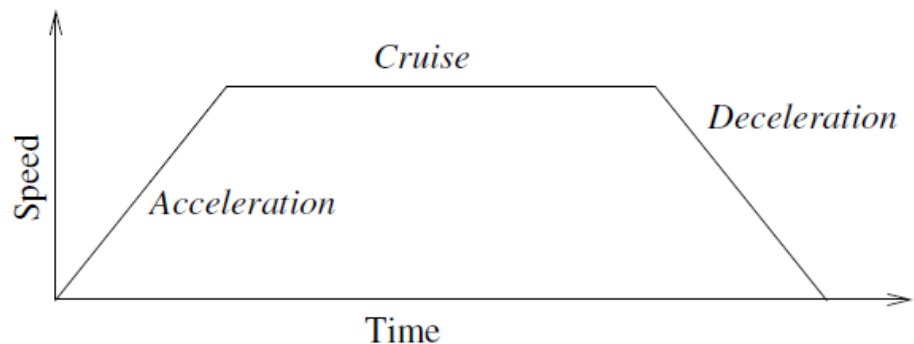 Cruise
Deceleration
Speed
Acceleration
Time